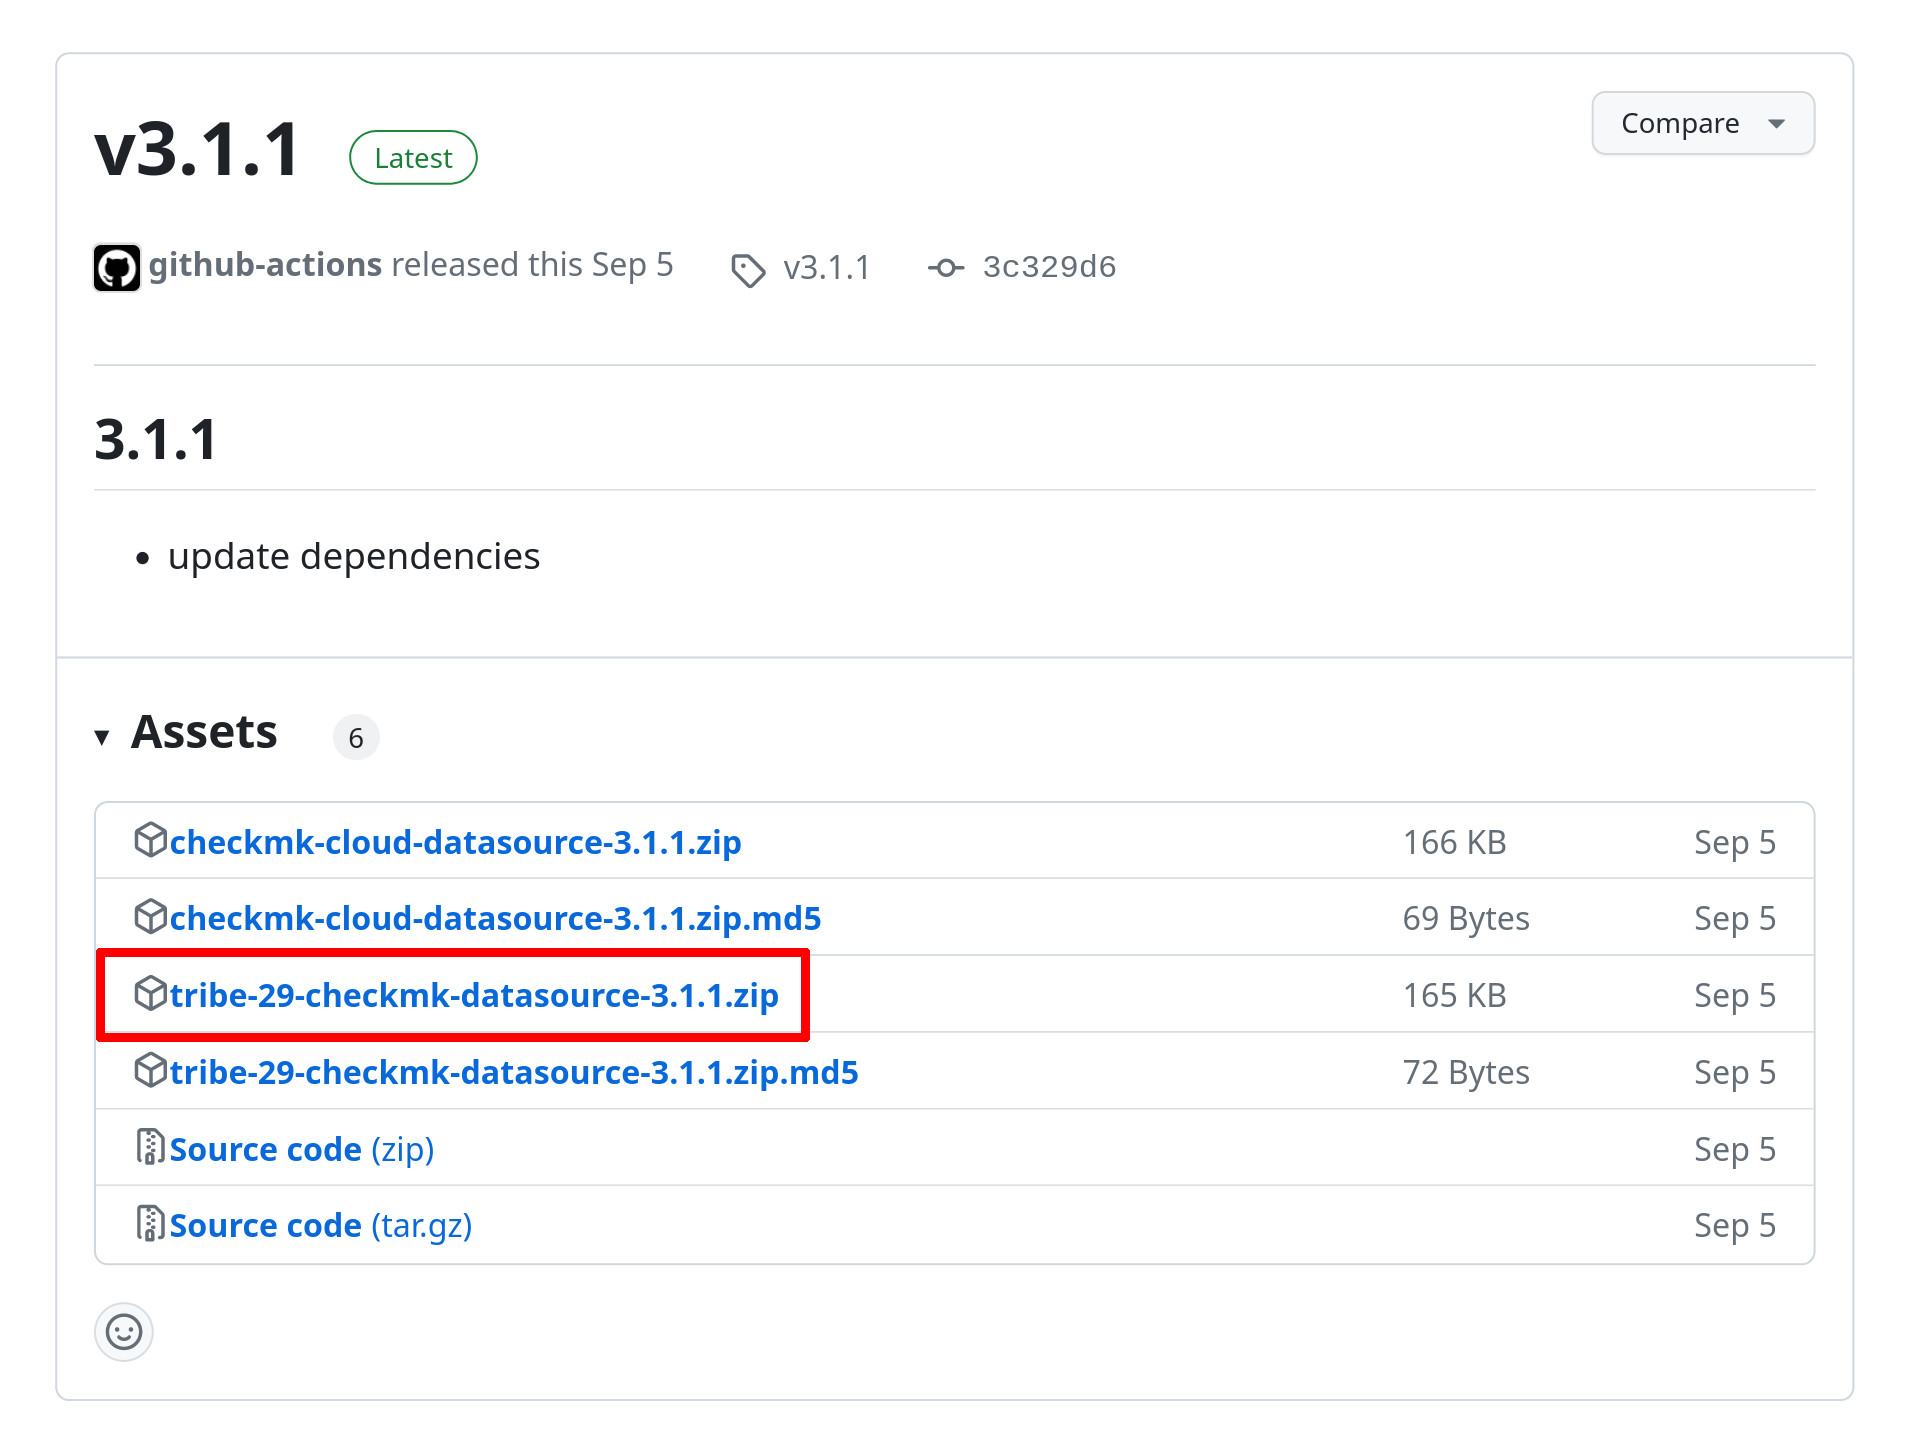 v3.1.1 Latest Compare
github-actions released this Sep 5 v3.1.1 3c329d6
3.1.1
• update dependencies
▼ Assets 6
checkmk-cloud-datasource-3.1.1.zip 166 KB Sep 5
checkmk-cloud-datasource-3.1.1.zip.md5 69 Bytes Sep 5
tribe-29-checkmk-datasource-3.1.1.zip 165 KB Sep 5
tribe-29-checkmk-datasource-3.1.1.zip.md5 72 Bytes Sep 5
Source code (zip) Sep 5
Source code (tar.gz) Sep 5